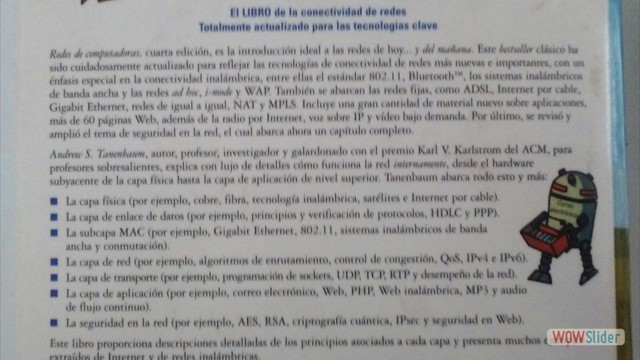 El LIBRO de la conectividad de redes
Totalmente actualizado para las tecnologías clave
Redes de computadoras, cuarta edición, es la introducción ideal a las redes de hoy... y del mañana. Este bestseller clásico ha
sido cuidadosamente actualizado para reflejar las tecnologías de conectividad de redes más nuevas e importantes, con un
énfasis especial en la conectividad inalámbrica, entre ellas el estándar 802.11, Bluetooth™, los sistemas inalámbricos
de banda ancha y las redes ad hoc, i-mode y WAP. También se abarcan las redes fijas, como ADSL, Internet por cable,
Gigabit Ethernet, redes de igual a igual, NAT y MPLS. Incluye una gran cantidad de material nuevo sobre aplicaciones,
más de 60 páginas Web, además de la radio por Internet, voz sobre IP y vídeo bajo demanda. Por último, se revisó y
amplió el tema de seguridad en la red, el cual abarca ahora un capítulo completo.
Andrew S. Tanenbaum, autor, profesor, investigador y galardonado con el premio Karl V. Karlstrom del ACM, para
profesores sobresalientes, explica con lujo de detalles cómo funciona la red internamente, desde el hardware
subyacente de la capa física hasta la capa de aplicación de nivel superior. Tanenbaum abarca todo esto y más:
■ La capa física (por ejemplo, cobre, fibra, tecnología inalámbrica, satélites e Internet por cable).
■ La capa de enlace de datos (por ejemplo, principios y verificación de protocolos, HDLC y PPP).
■ La subcapa MAC (por ejemplo, Gigabit Ethernet, 802.11, sistemas inalámbricos de banda
ancha y conmutación).
■ La capa de red (por ejemplo, algoritmos de enrutamiento, control de congestión, QoS, IPv4 e IPv6).
■ La capa de transporte (por ejemplo, programación de sockets, UDP, TCP, RTP y desempeño de la red).
■ La capa de aplicación (por ejemplo, correo electrónico, Web, PHP, Web inalámbrica, MP3 y audio
de flujo continuo).
■ La seguridad en la red (por ejemplo, AES, RSA, criptografía cuántica, IPsec y seguridad en Web).
Este libro proporciona descripciones detalladas de los principios asociados a cada capa y presenta muchos
extraídos de Internet y de redes inalámbricas.
WOWSlider